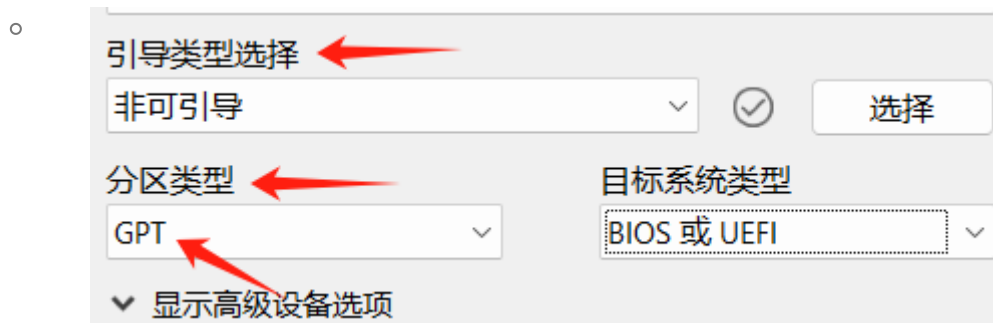 引导类型选择
非可引导
选择
分区类型
目标系统类型
GPT
BIOS 或 UEFI
显示高级设备选项